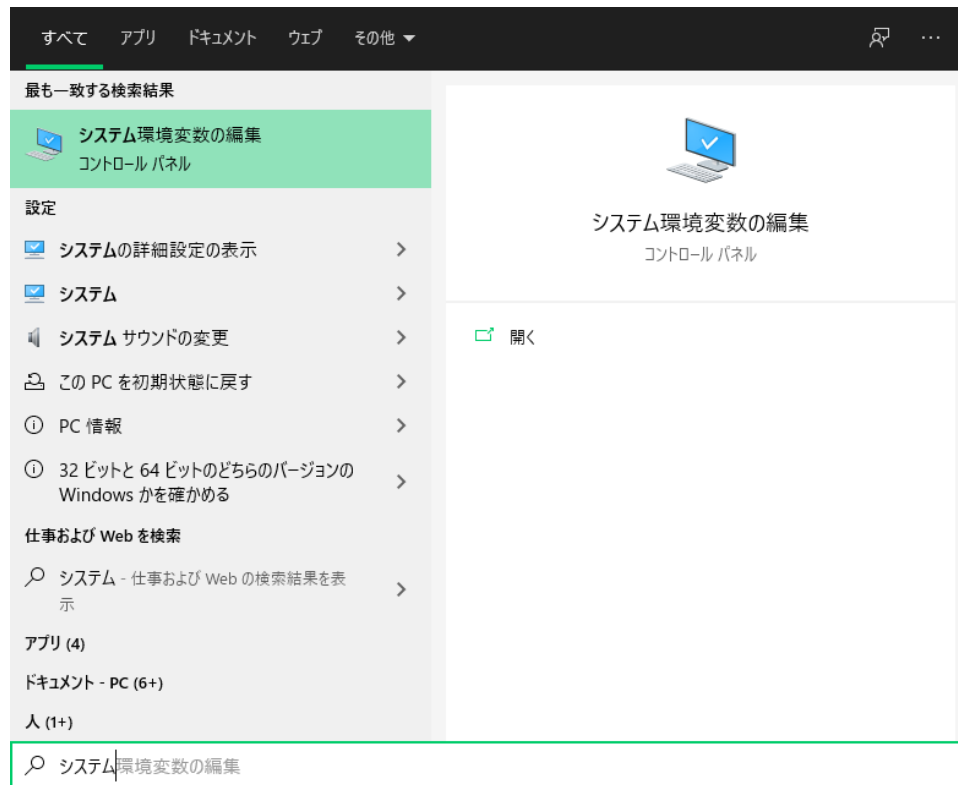 すべて アプリ ドキュメント ウェブ その他
最も一致する検索結果
システム環境変数の編集
コントロール パネル
設定
システムの詳細設定の表示
システム
システム サウンドの変更
この PC を初期状態に戻す
PC 情報
32 ビットと 64 ビットのどちらのバージョンの
Windows かを確かめる
仕事および Web を検索
システム - 仕事および Web の検索結果を表
示
アプリ (4)
ドキュメント - PC (6+)
人 (1+)
システム環境変数の編集
システム環境変数の編集
コントロール パネル
開く